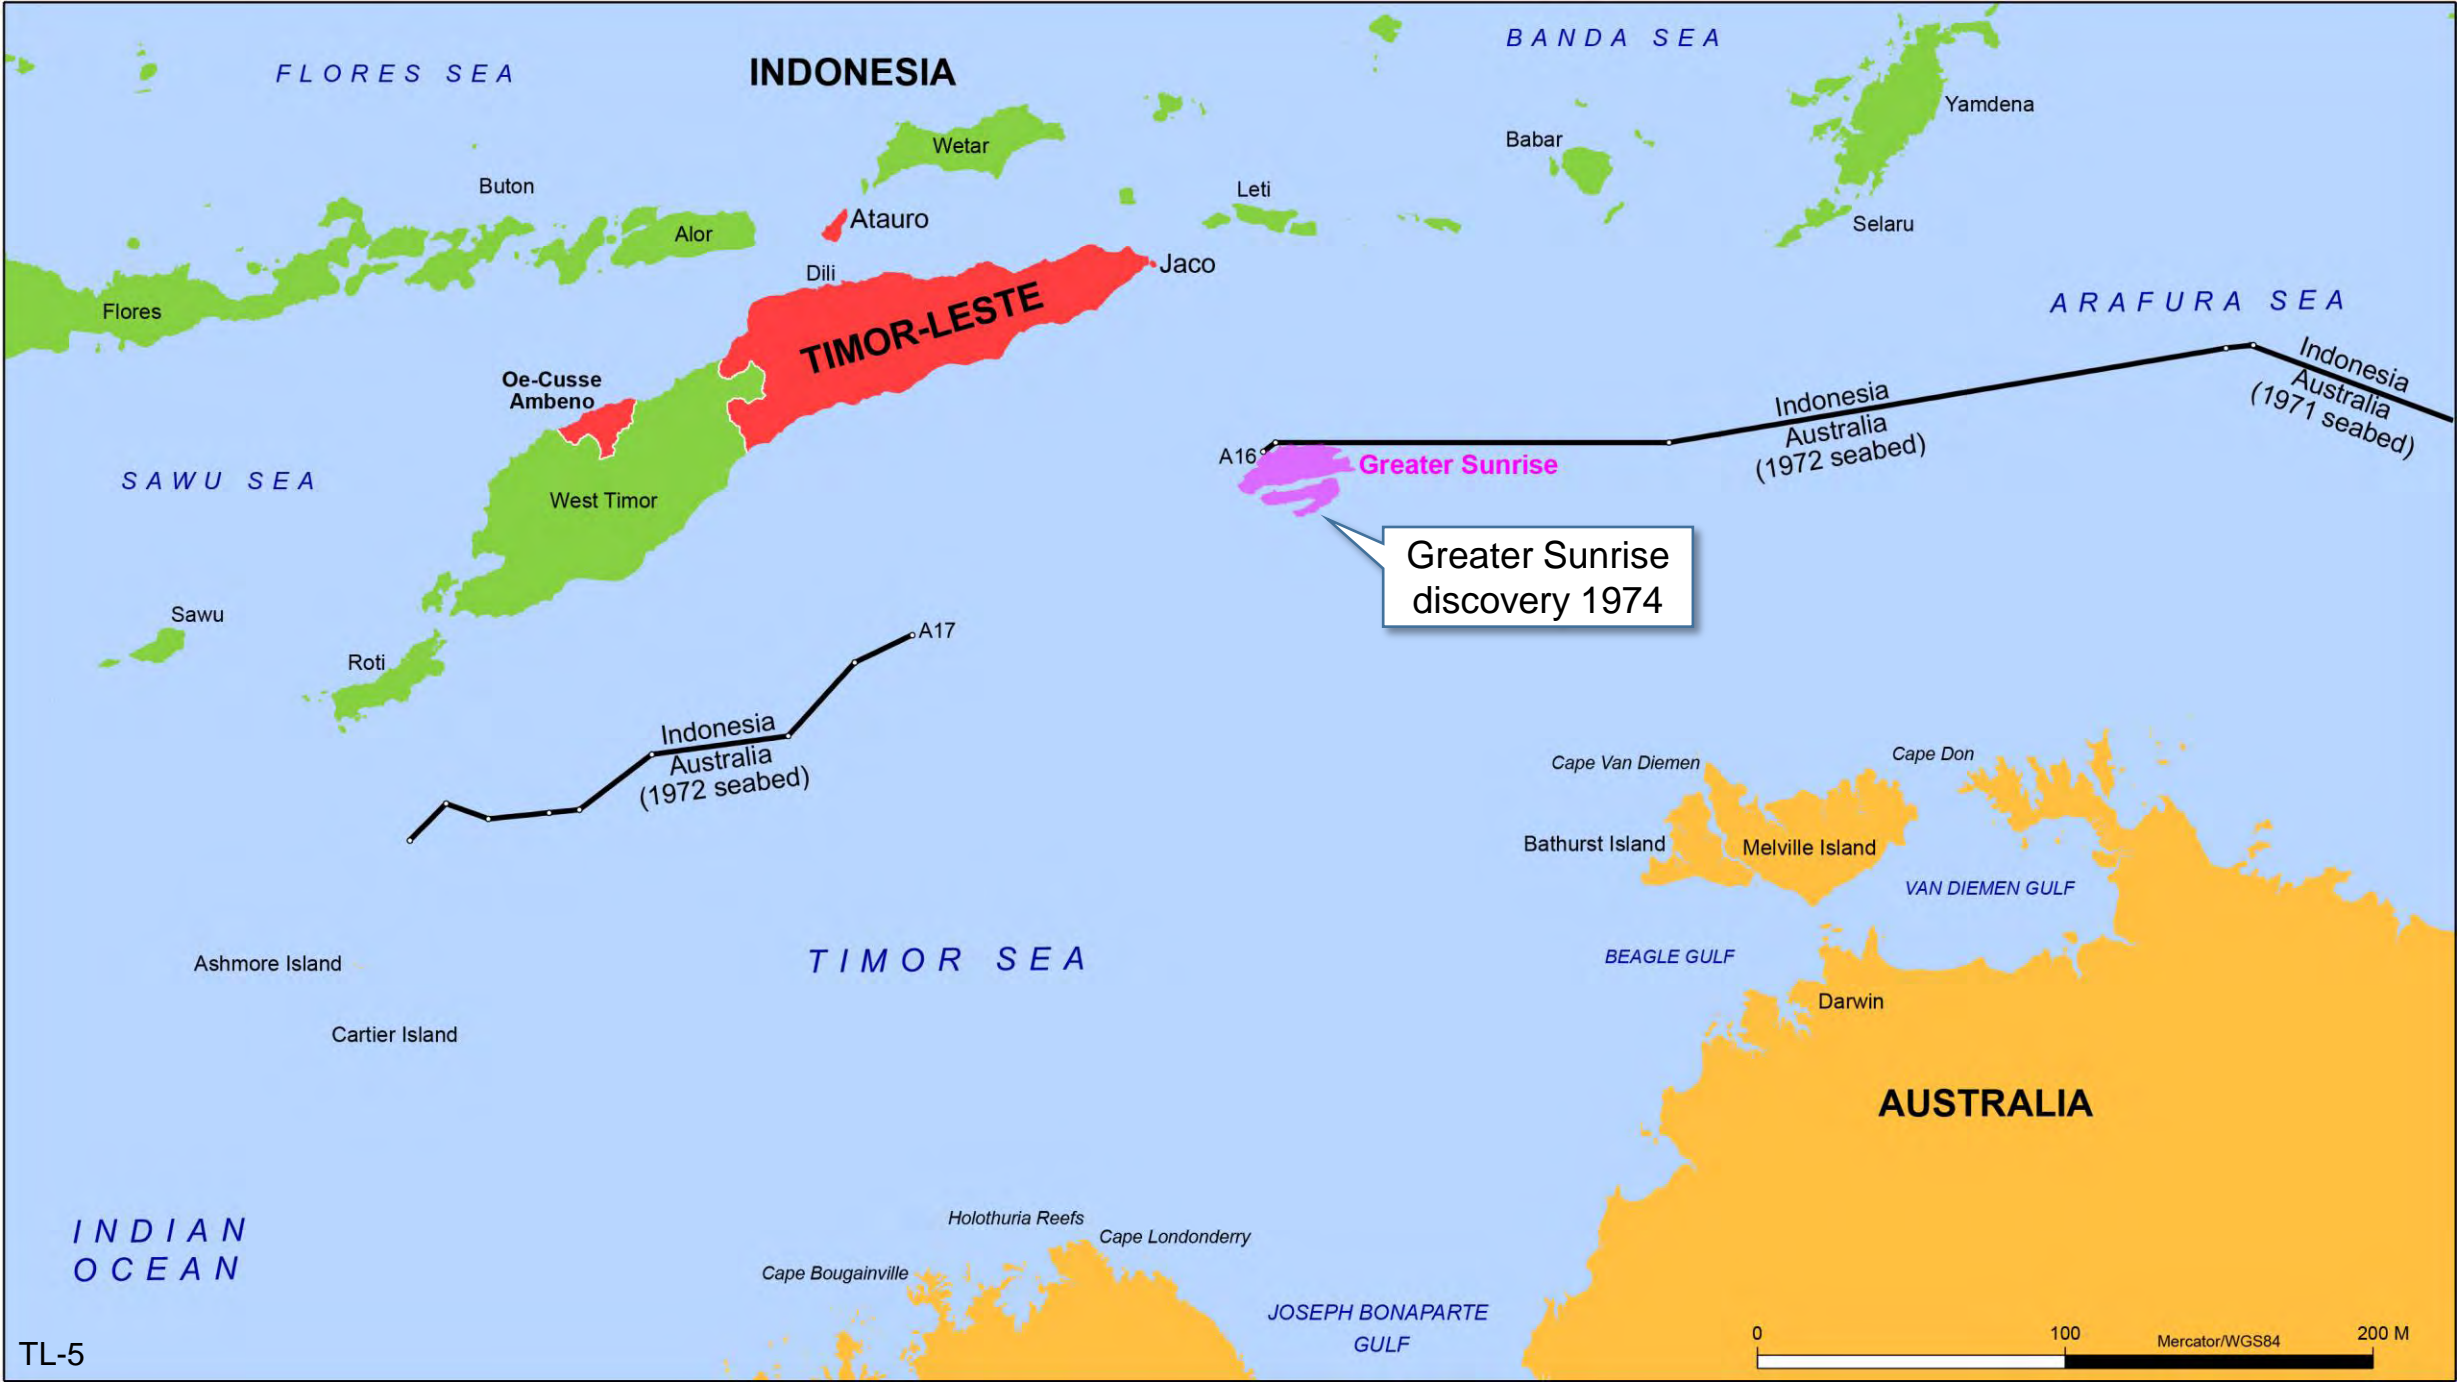 FLORES SEA
INDONESIA
BANDA SEA
Yamdena
Babar
Wetar
Buton
Leti
Atauro
Alor
Selaru
Dili
Jaco
Flores
TIMOR-LESTE
ARAFURA SEA
Indonesia
Australia
(1971 seabed)
Oe-Cusse
Ambeno
Indonesia
Australia
(1972 seabed)
A16
Greater Sunrise
SAWU SEA
West Timor
Greater Sunrise
discovery 1974
Sawu
A17
Roti
Indonesia
Australia
(1972 seabed)
Cape Van Diemen
Cape Don
Bathurst Island
Melville Island
VAN DIEMEN GULF
TIMOR SEA
BEAGLE GULF
Ashmore Island
Darwin
Cartier Island
AUSTRALIA
INDIAN
OCEAN
Holothuria Reefs
Cape Londonderry
Cape Bougainville
JOSEPH BONAPARTE
GULF
0 100 200 M
Mercator/WGS84
TL-5